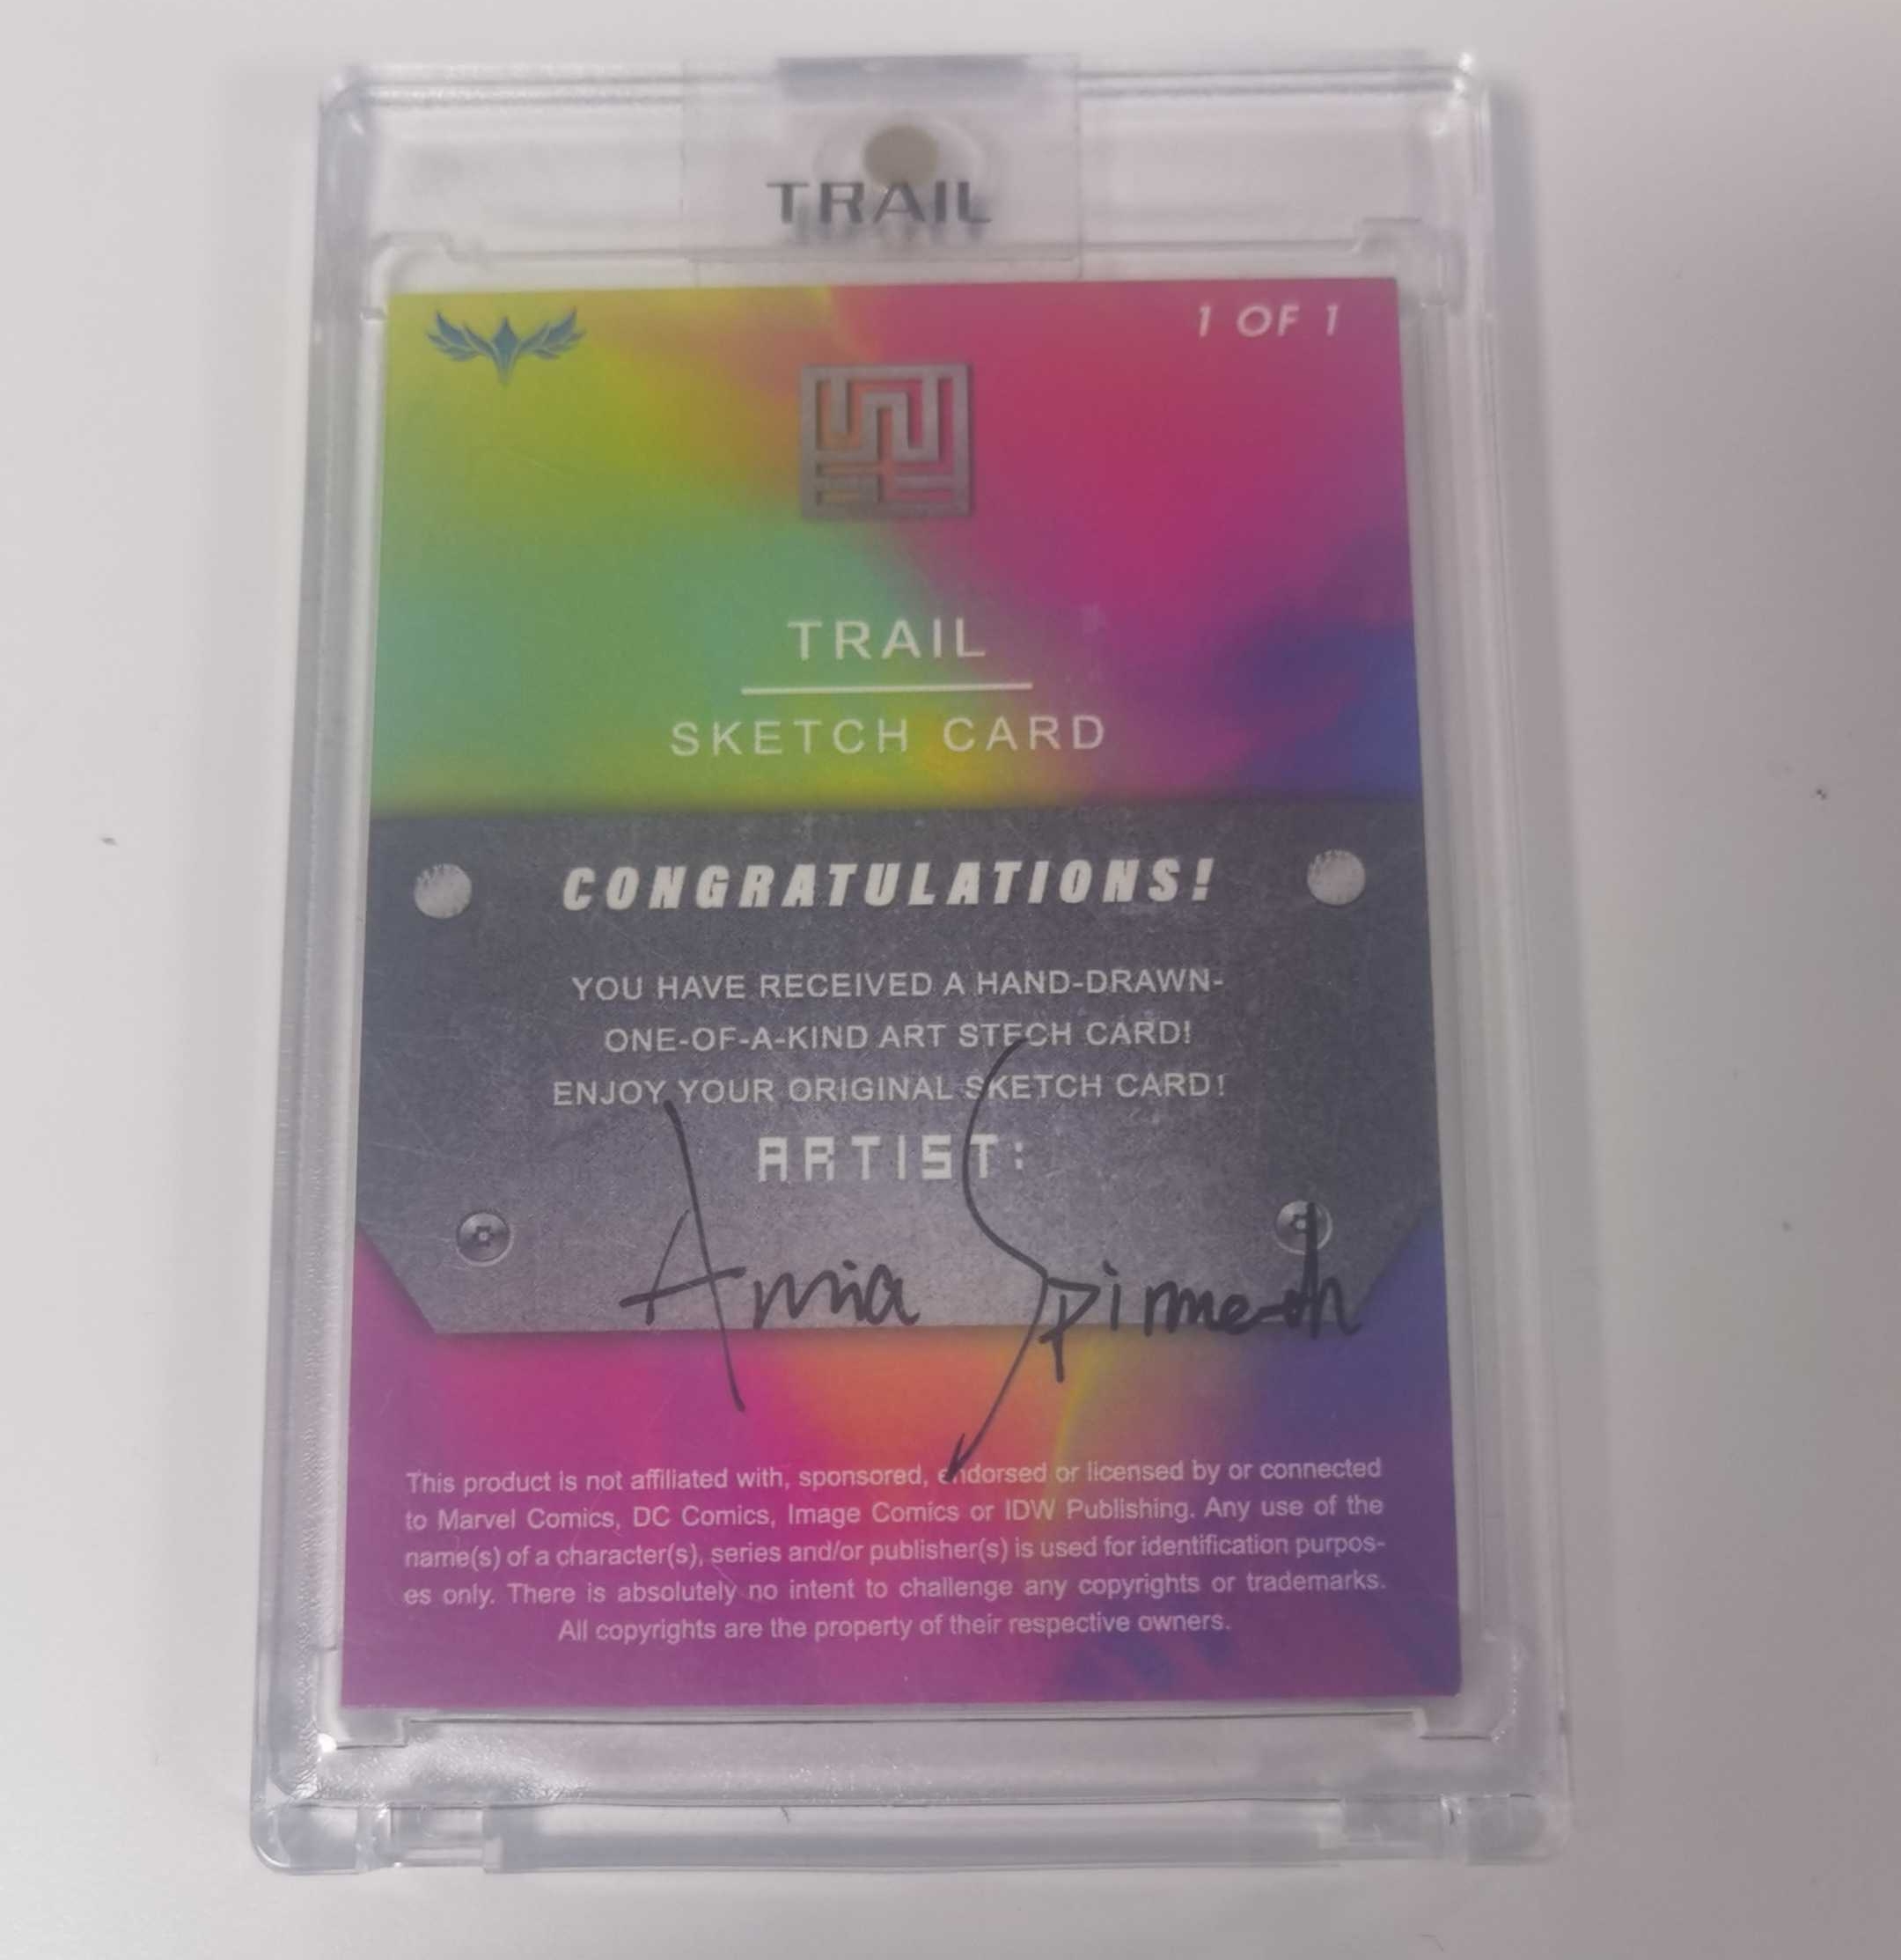 TRAIL
1 OF 1
TRAIL
SKETCH CARD
CONGRATULATIONS!
YOU HAVE RECEIVED A HAND-DRAWN-
ONE-OF-A-KIND ART STECH CARD!
ENJOY YOUR ORIGINAL SKETCH CARD!
ARTIST:
This product is not affiliated with, sponsored, endorsed or licensed by or connected
to Marvel Comics, DC Comics, Image Comics or IDW Publishing. Any use of the
name(s) of a character(s), series and/or publisher(s) is used for identification purpos-
es only. There is absolutely no intent to challenge any copyrights or trademarks.
All copyrights are the property of their respective owners.